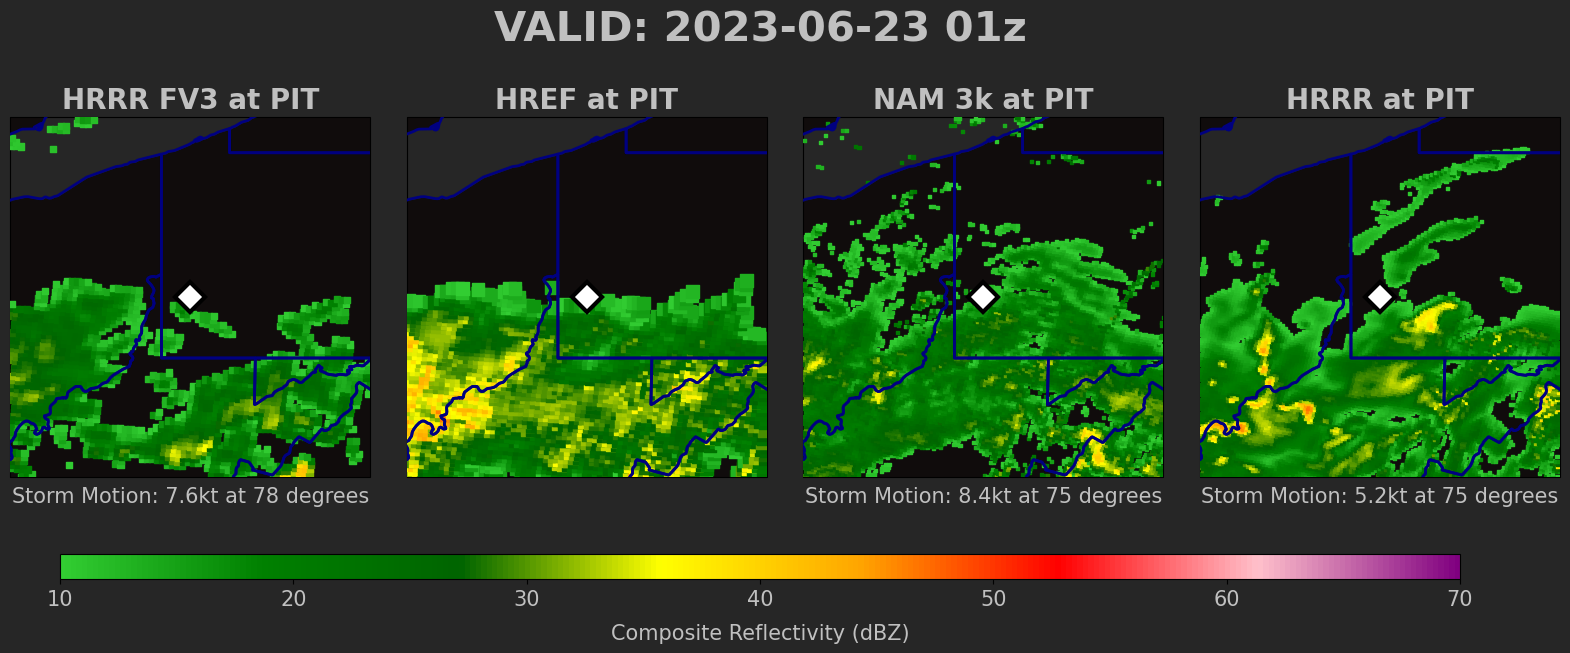 VALID: 2023-06-23 01z
HRRR FV3 at PIT
HREF at PIT
NAM 3k at PIT
HRRR at PIT
Storm Motion: 7.6kt at 78 degrees
Storm Motion: 8.4kt at 75 degrees
Storm Motion: 5.2kt at 75 degrees
10 20 30 40 50 60 70
Composite Reflectivity (dBZ)